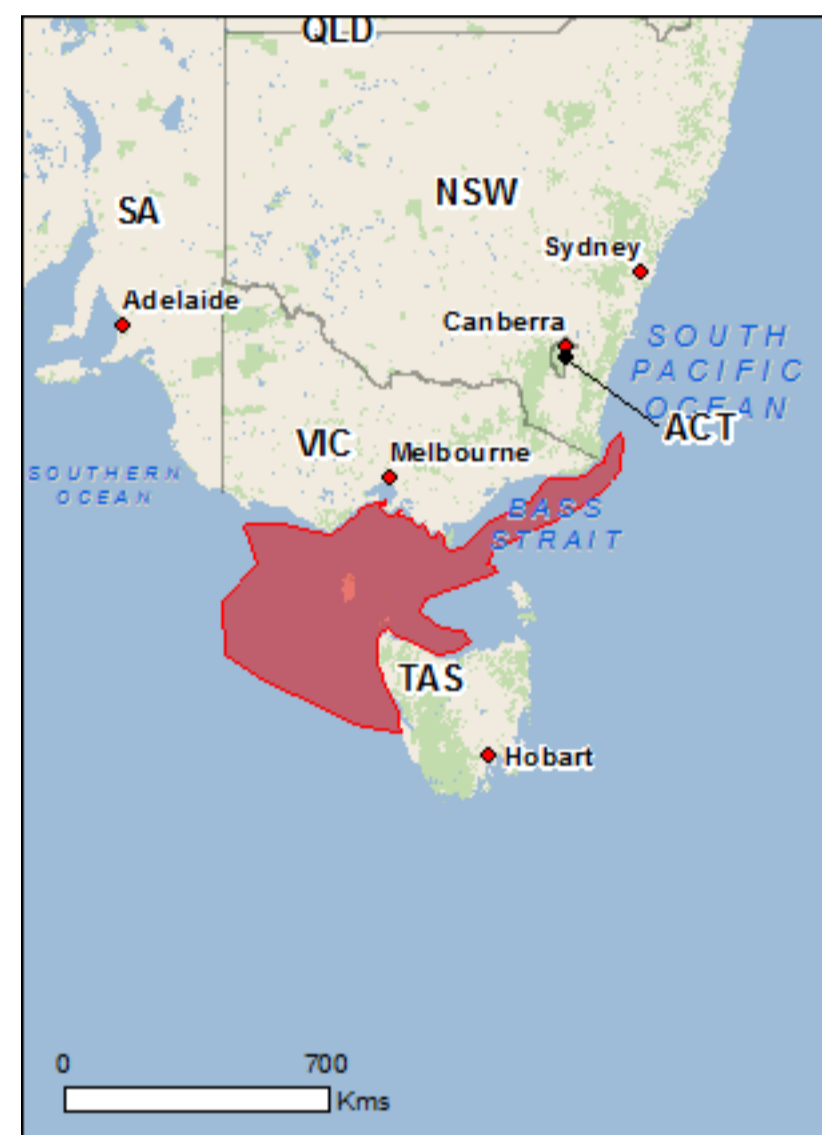 QLD
NSW
SA
Sydney
Adelaide
Canberra
SOUTH
PACIFIC
OCEAN
ACT
VIC
Melbourne
SOUTHERN
OCEAN
BASS
STRAIT
TAS
Hobart
0 700
Kms